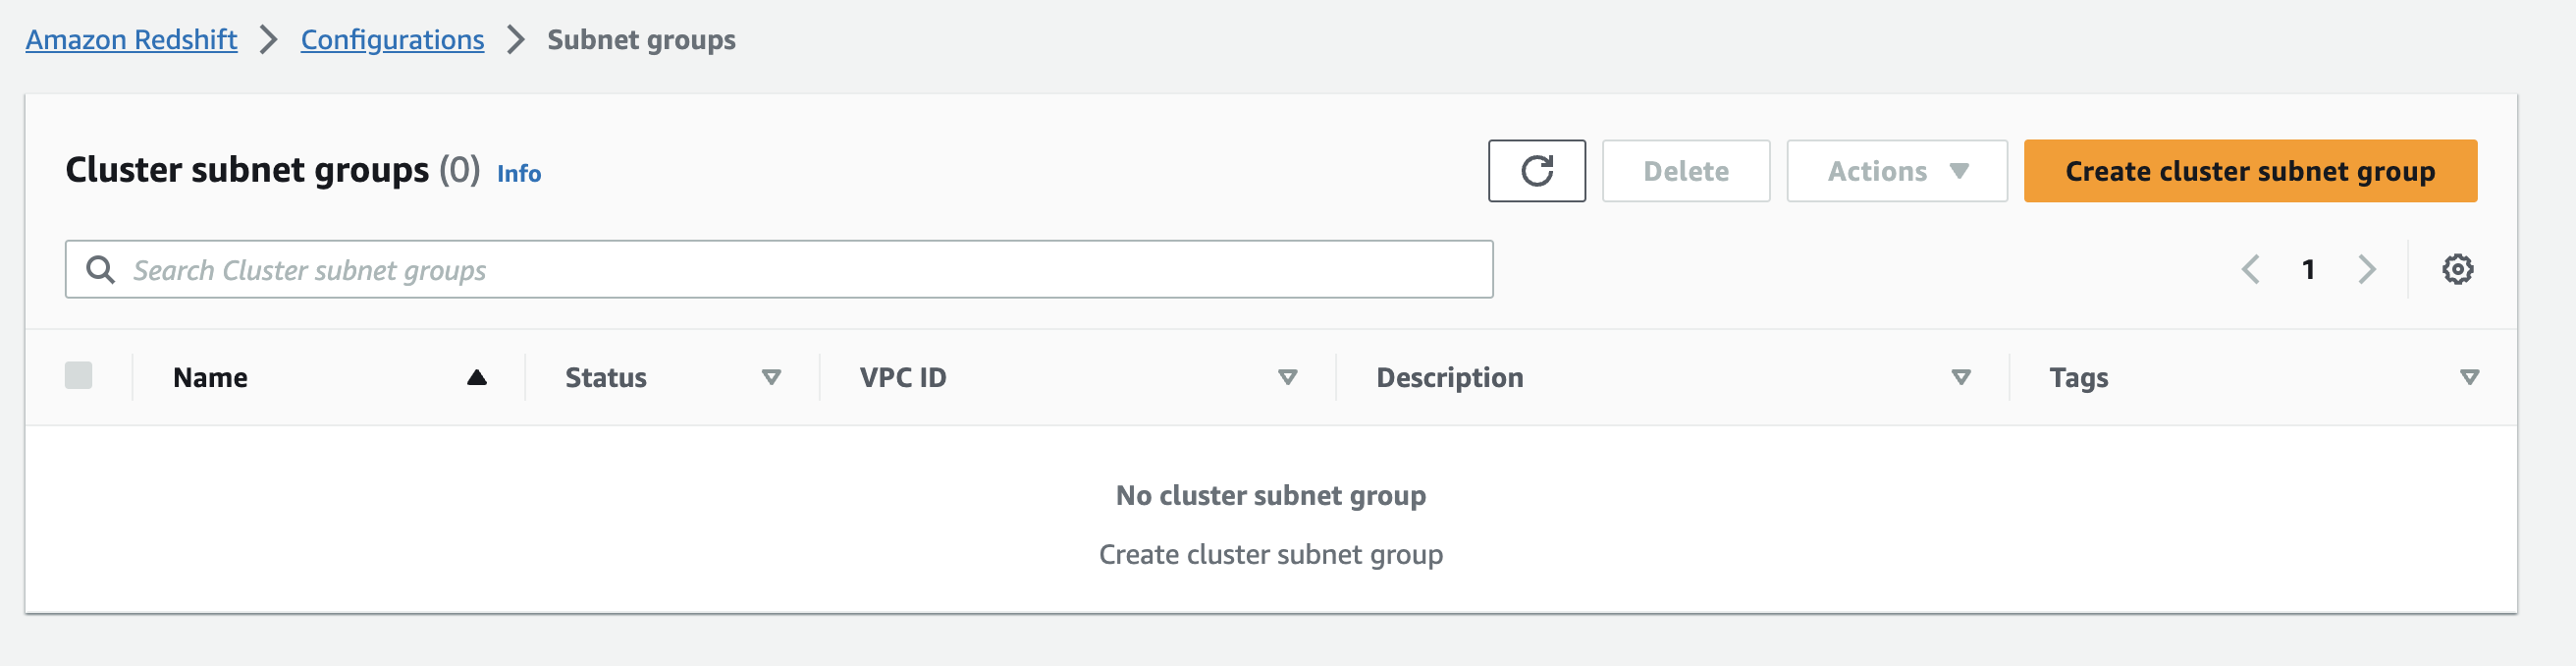 Amazon Redshift > Configurations > Subnet groups
Cluster subnet groups (0) Info
Delete
Actions
Create cluster subnet group
Search Cluster subnet groups
1
Name Status VPC ID Description Tags
No cluster subnet group
Create cluster subnet group